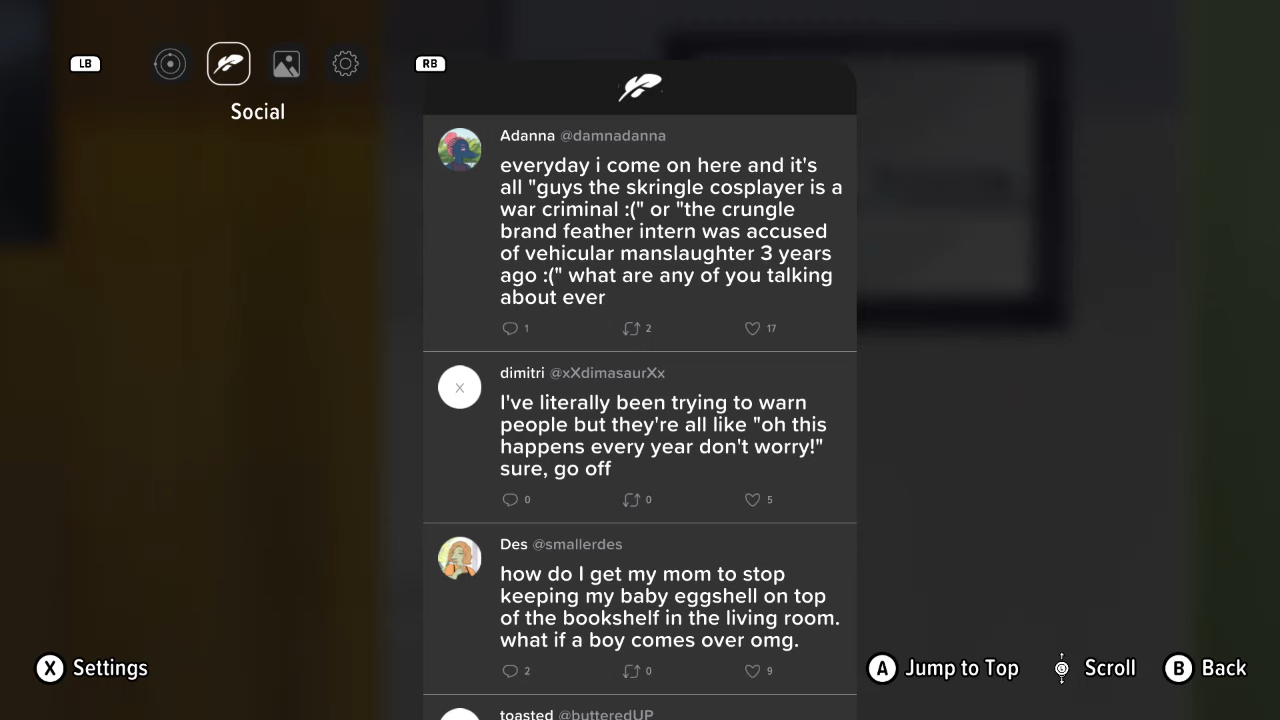 LB
RB
Social
Adanna @damnadanna
everyday i come on here and it's
all "guys the skringle cosplayer is a
war criminal :(" or "the crungle
brand feather intern was accused
of vehicular manslaughter 3 years
ago :(" what are any of you talking
about ever
1 2 17
dimitri @xXdimasaurXx
I've literally been trying to warn
people but they're all like "oh this
happens every year don't worry!"
sure, go off
0 0 5
Des @smallerdes
how do I get my mom to stop
keeping my baby eggshell on top
of the bookshelf in the living room.
what if a boy comes over omg.
2 0 9
toasted @butteredUP
X Settings
A Jump to Top Scroll B Back